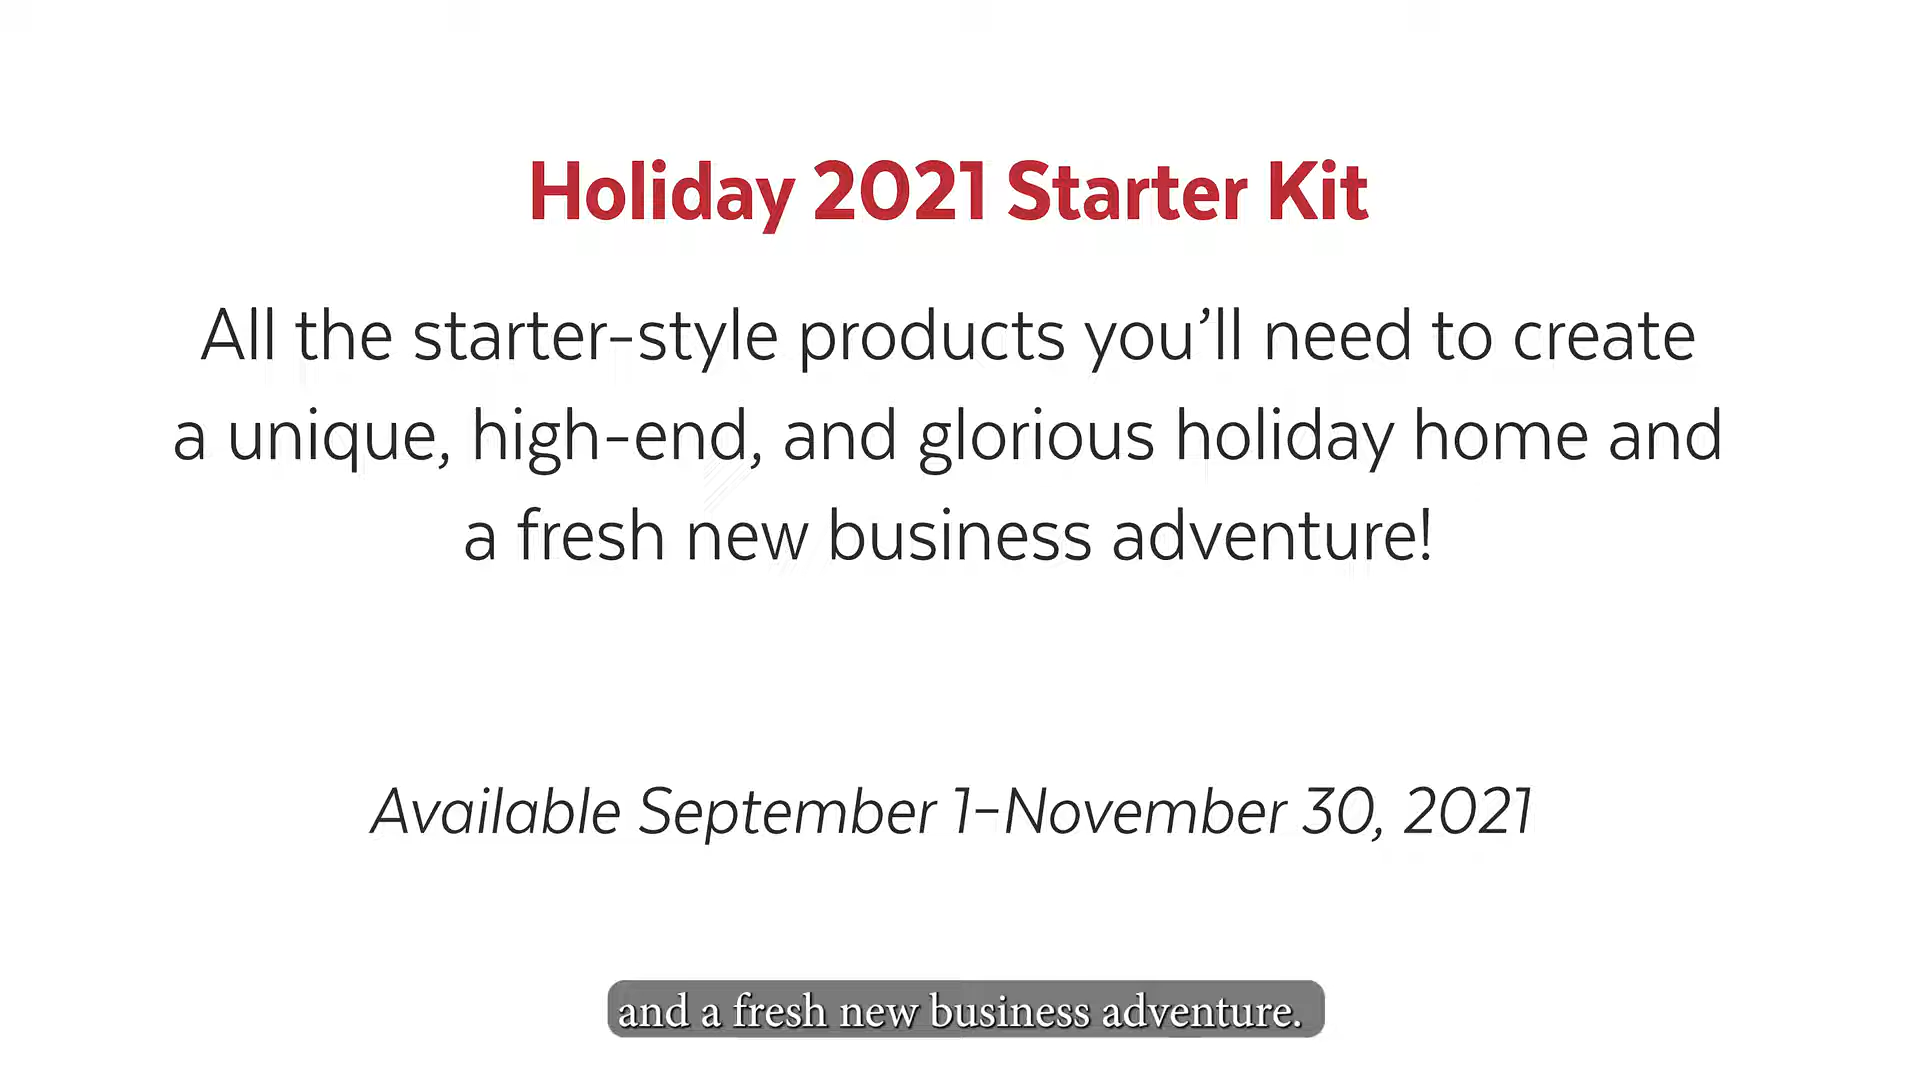 Holiday 2021 Starter Kit
All the starter-style products you’ll need to create
a unique, high-end, and glorious holiday home and
a fresh new business adventure!
Available September 1–November 30, 2021
and a fresh new business adventure.